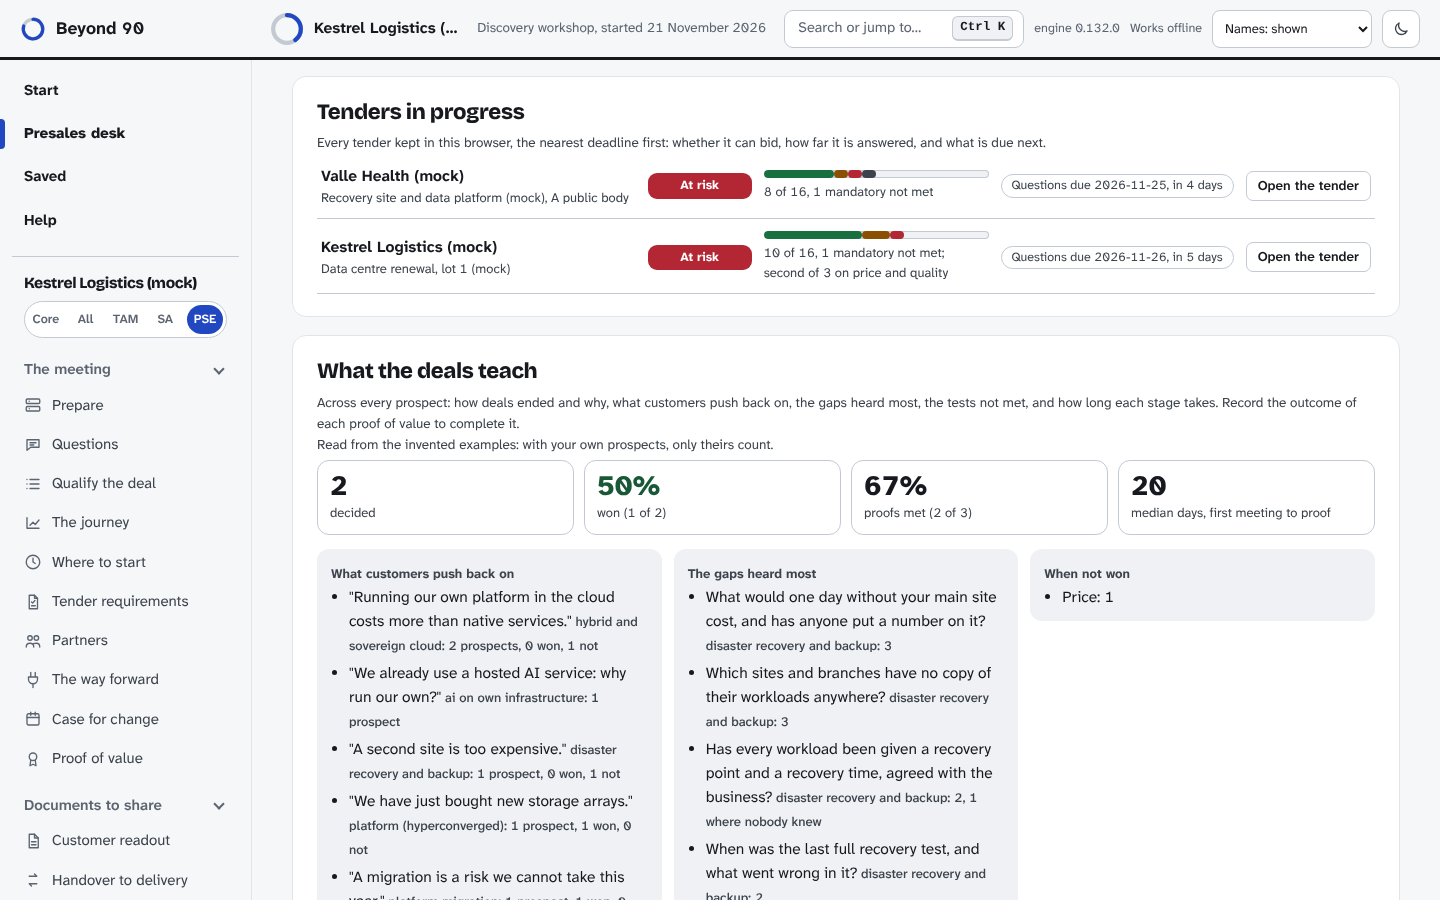 Beyond 90
Kestrel Logistics (...
Discovery workshop, started 21 November 2026
Search or jump to...
Ctrl K
engine 0.132.0
Works offline
Names: shown
Start
Presales desk
Saved
Help
Kestrel Logistics (mock)
Core
All
TAM
SA
PSE
The meeting
Prepare
Questions
Qualify the deal
The journey
Where to start
Tender requirements
Partners
The way forward
Case for change
Proof of value
Documents to share
Customer readout
Handover to delivery
Tenders in progress
Every tender kept in this browser, the nearest deadline first: whether it can bid, how far it is answered, and what is due next.
Valle Health (mock)
Recovery site and data platform (mock), A public body
At risk
8 of 16, 1 mandatory not met
Questions due 2026-11-25, in 4 days
Open the tender
Kestrel Logistics (mock)
Data centre renewal, lot 1 (mock)
At risk
10 of 16, 1 mandatory not met;
second of 3 on price and quality
Questions due 2026-11-26, in 5 days
Open the tender
What the deals teach
Across every prospect: how deals ended and why, what customers push back on, the gaps heard most, the tests not met, and how long each stage takes. Record the outcome of
each proof of value to complete it.
Read from the invented examples: with your own prospects, only theirs count.
2
decided
50%
won (1 of 2)
67%
proofs met (2 of 3)
20
median days, first meeting to proof
What customers push back on
"Running our own platform in the cloud
costs more than native services." hybrid and
sovereign cloud: 2 prospects, 0 won, 1 not
"We already use a hosted AI service: why
run our own?" ai on own infrastructure: 1
prospect
"A second site is too expensive." disaster
recovery and backup: 1 prospect, 0 won, 1 not
"We have just bought new storage arrays."
platform (hyperconverged): 1 prospect, 1 won, 0
not
"A migration is a risk we cannot take this
year." platform migration: 1 prospect, 1 won, 0
The gaps heard most
What would one day without your main site
cost, and has anyone put a number on it?
disaster recovery and backup: 3
Which sites and branches have no copy of
their workloads anywhere? disaster recovery
and backup: 3
Has every workload been given a recovery
point and a recovery time, agreed with the
business? disaster recovery and backup: 2, 1
where nobody knew
When was the last full recovery test, and
what went wrong in it? disaster recovery and
backup: 2
When not won
Price: 1